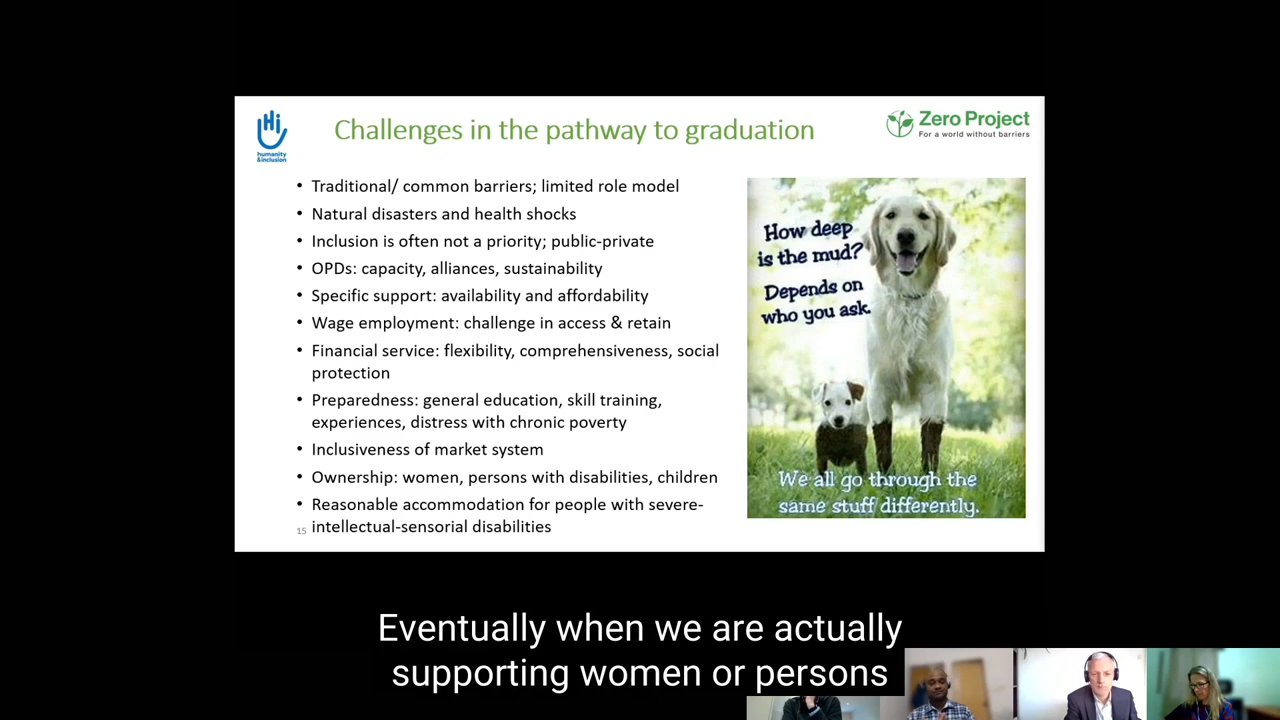 humanity
&inclusion
Challenges in the pathway to graduation
Zero Project
For a world without barriers
• Traditional/ common barriers; limited role model
• Natural disasters and health shocks
• Inclusion is often not a priority; public-private
• OPDs: capacity, alliances, sustainability
• Specific support: availability and affordability
• Wage employment: challenge in access & retain
• Financial service: flexibility, comprehensiveness, social
protection
• Preparedness: general education, skill training,
experiences, distress with chronic poverty
• Inclusiveness of market system
• Ownership: women, persons with disabilities, children
• Reasonable accommodation for people with severe-
intellectual-sensorial disabilities
15
How deep
is the mud?
Depends on
who you ask.
We all go through the
same stuff differently.
Eventually when we are actually
supporting women or persons